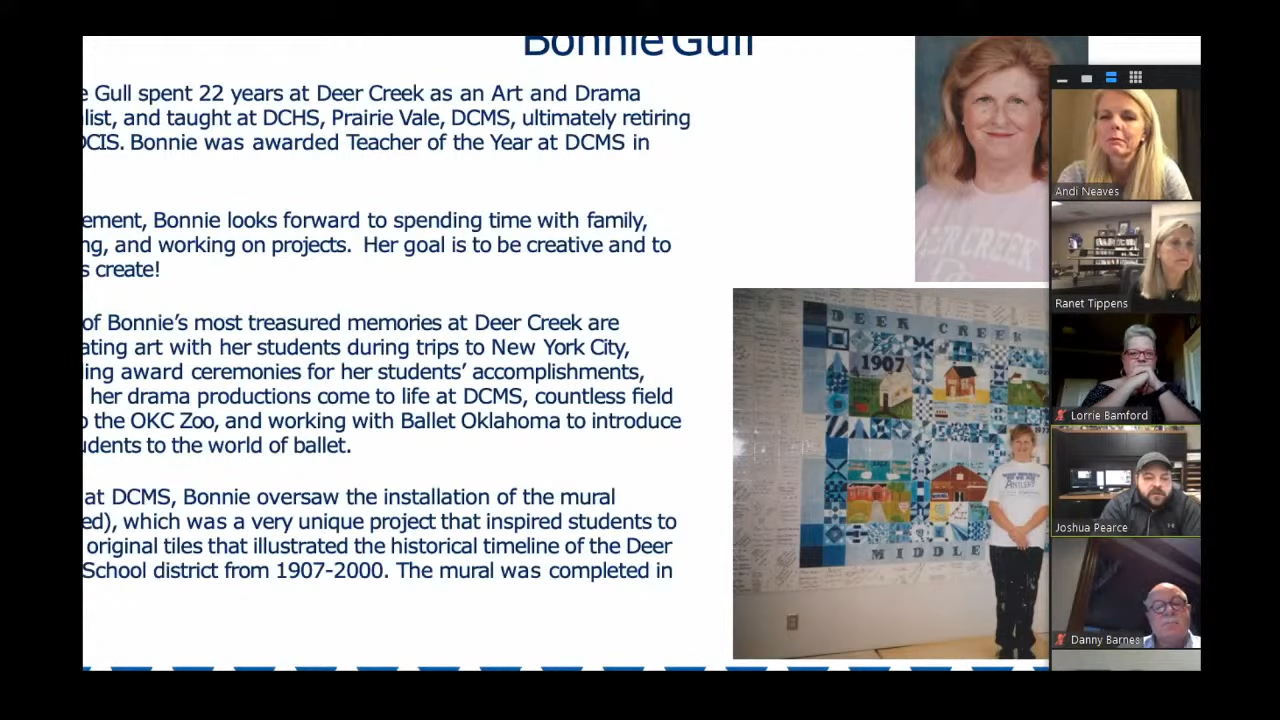 Bonnie Gull
e Gull spent 22 years at Deer Creek as an Art and Drama
list, and taught at DCHS, Prairie Vale, DCMS, ultimately retiring
DCIS. Bonnie was awarded Teacher of the Year at DCMS in
ement, Bonnie looks forward to spending time with family,
ng, and working on projects.  Her goal is to be creative and to
s create!
of Bonnie's most treasured memories at Deer Creek are
ating art with her students during trips to New York City,
ing award ceremonies for her students' accomplishments,
her drama productions come to life at DCMS, countless field
o the OKC Zoo, and working with Ballet Oklahoma to introduce
udents to the world of ballet.
at DCMS, Bonnie oversaw the installation of the mural
ed), which was a very unique project that inspired students to
original tiles that illustrated the historical timeline of the Deer
School district from 1907-2000. The mural was completed in
DEER CREEK
DEER CREEK
1907
MIDDLE
Andi Neaves
Ranet Tippens
Lorrie Bamford
Joshua Pearce
Danny Barnes